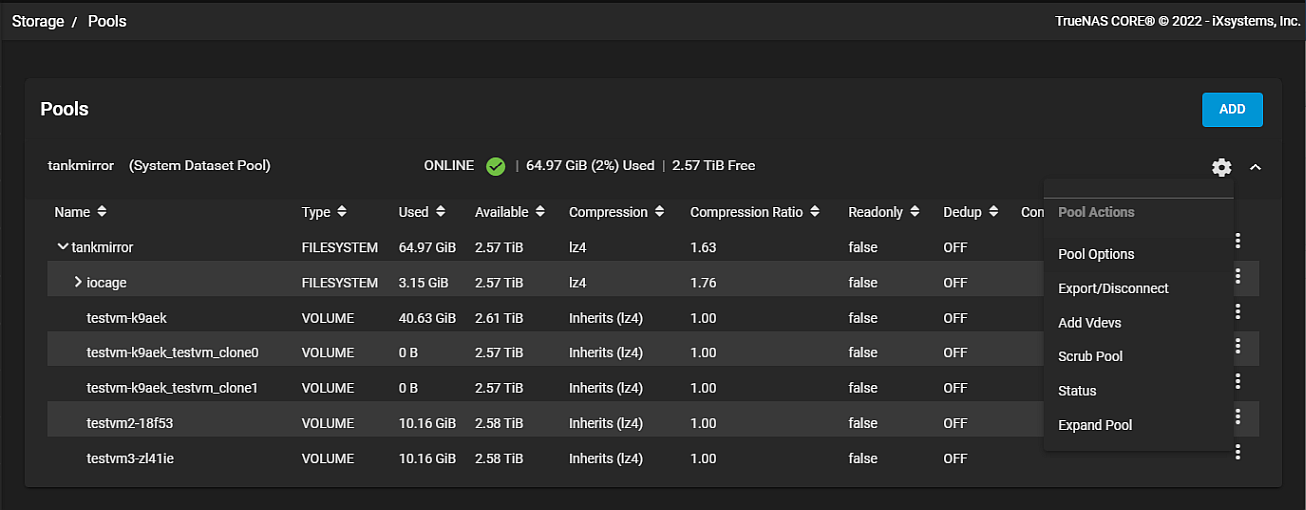 Storage / Pools TrueNAS CORE® © 2022 - iXsystems, Inc.
Pools ADD
tankmirror (System Dataset Pool) ONLINE | 64.97 GiB (2%) Used | 2.57 TiB Free
Name Type Used Available Compression Compression Ratio Readonly Dedup Con
tankmirror FILESYSTEM 64.97 GiB 2.57 TiB lz4 1.63 false OFF
iocage FILESYSTEM 3.15 GiB 2.57 TiB lz4 1.76 false OFF
testvm-k9aek VOLUME 40.63 GiB 2.61 TiB Inherits (lz4) 1.00 false OFF
testvm-k9aek_testvm_clone0 VOLUME 0 B 2.57 TiB Inherits (lz4) 1.00 false OFF
testvm-k9aek_testvm_clone1 VOLUME 0 B 2.57 TiB Inherits (lz4) 1.00 false OFF
testvm2-18f53 VOLUME 10.16 GiB 2.58 TiB Inherits (lz4) 1.00 false OFF
testvm3-zl41ie VOLUME 10.16 GiB 2.58 TiB Inherits (lz4) 1.00 false OFF
Pool Actions
Pool Options
Export/Disconnect
Add Vdevs
Scrub Pool
Status
Expand Pool